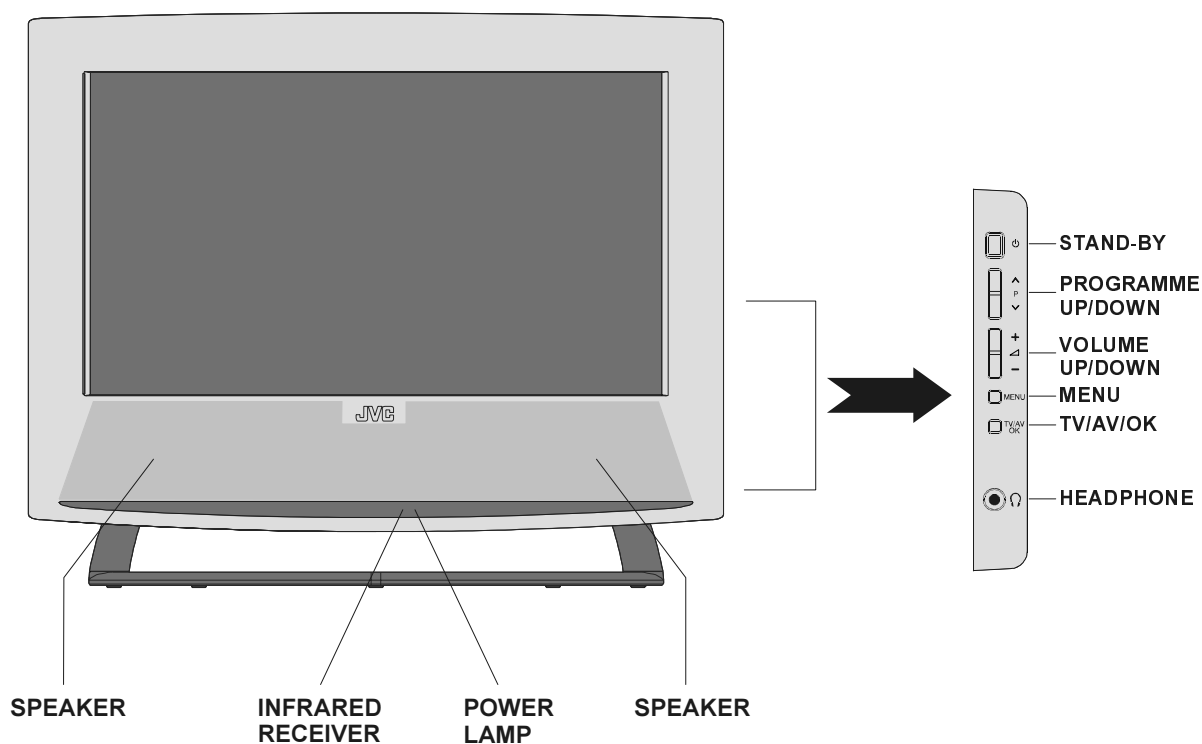 JVC
STAND-BY
P
PROGRAMME
UP/DOWN
+
VOLUME
–
UP/DOWN
MENU
MENU
TV/AV
OK
TV/AV/OK
HEADPHONE
SPEAKER
INFRARED
RECEIVER
POWER
LAMP
SPEAKER